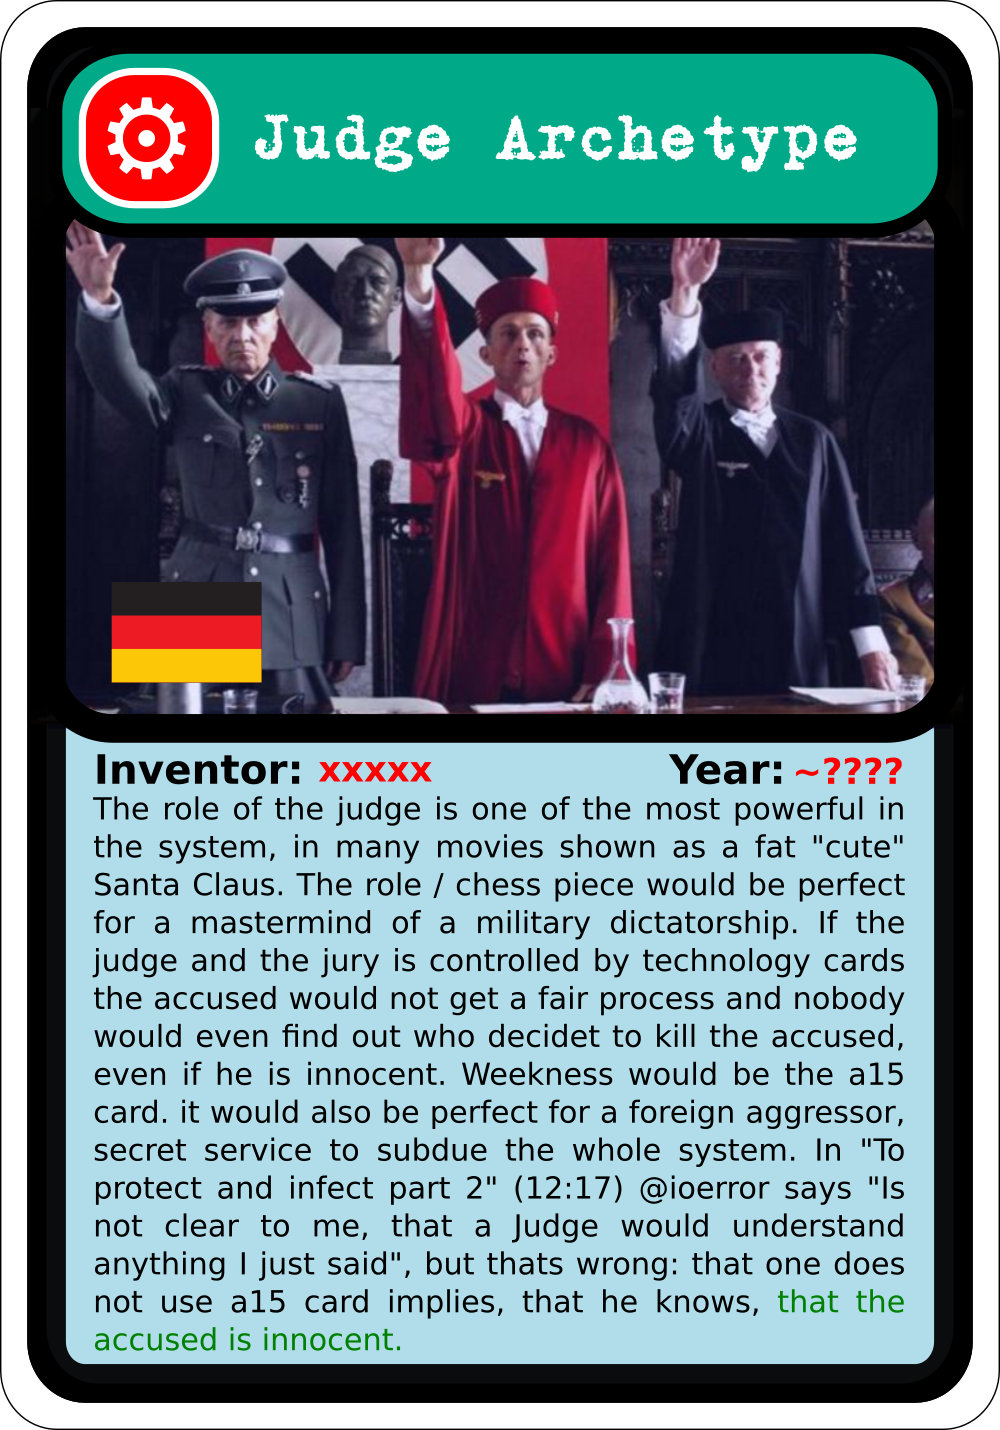 Judge Archetype
Inventor: xxxxx Year: ~????
The role of the judge is one of the most powerful in
the system, in many movies shown as a fat "cute"
Santa Claus. The role / chess piece would be perfect
for a mastermind of a military dictatorship. If the
judge and the jury is controlled by technology cards
the accused would not get a fair process and nobody
would even find out who decidet to kill the accused,
even if he is innocent. Weekness would be the a15
card. it would also be perfect for a foreign aggressor,
secret service to subdue the whole system. In "To
protect and infect part 2" (12:17) @ioerror says "Is
not clear to me, that a Judge would understand
anything I just said", but thats wrong: that one does
not use a15 card implies, that he knows, that the
accused is innocent.